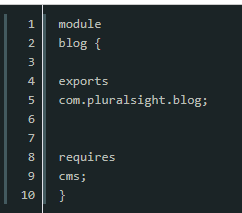 1 module
2 blog {
3
4 exports
5 com.pluralsight.blog;
6
7
8 requires
9 cms;
10 }